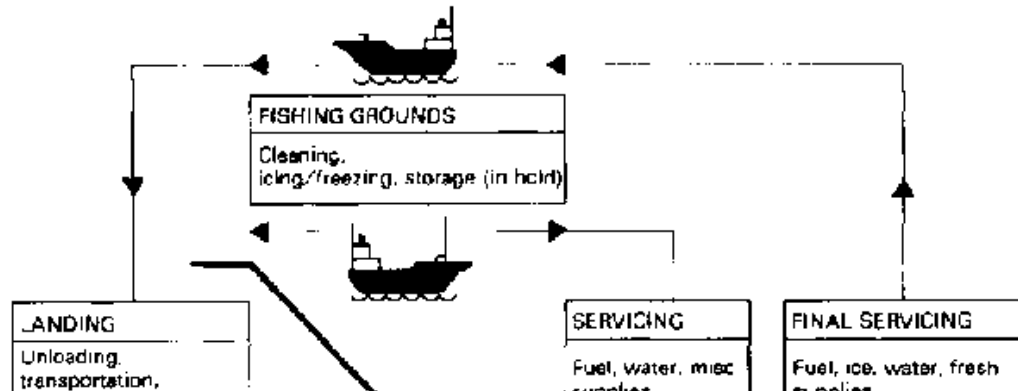 FISHING GROUNDS
Cleaning,
icing/freezing, storage (in hold)
LANDING
Unloading,
transportation,
SERVICING
Fuel, water, misc
supplies
FINAL SERVICING
Fuel, ice, water, fresh
supplies